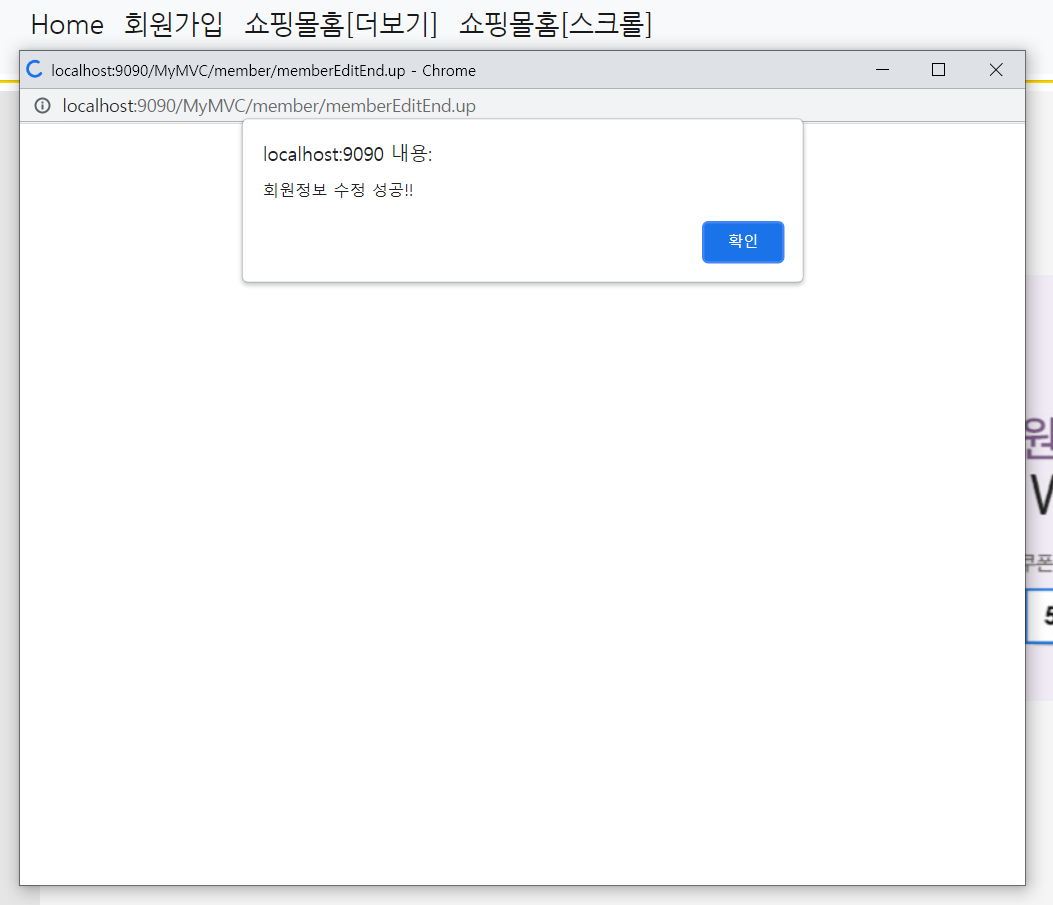 Home 회원가입 쇼핑몰홈[더보기] 쇼핑몰홈[스크롤]
localhost:9090/MyMVC/member/memberEditEnd.up - Chrome
localhost:9090/MyMVC/member/memberEditEnd.up
localhost:9090 내용:
회원정보 수정 성공!!
확인
원
쿠폰
5